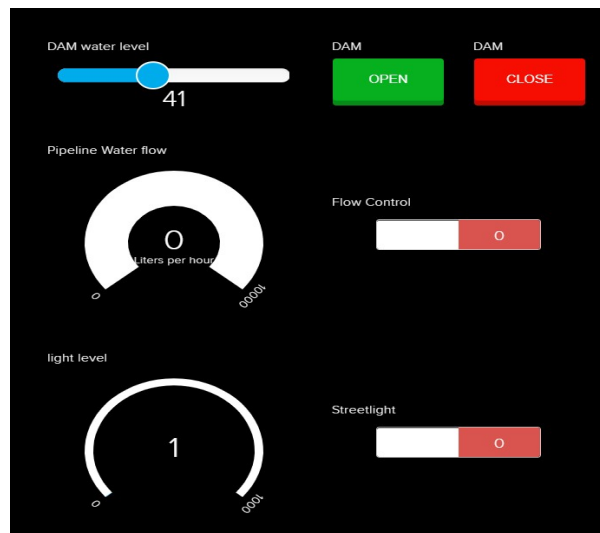 DAM water level
DAM
DAM
OPEN
CLOSE
41
Pipeline Water flow
0
Liters per hour
0
10000
Flow Control
0
light level
1
0
1000
Streetlight
0